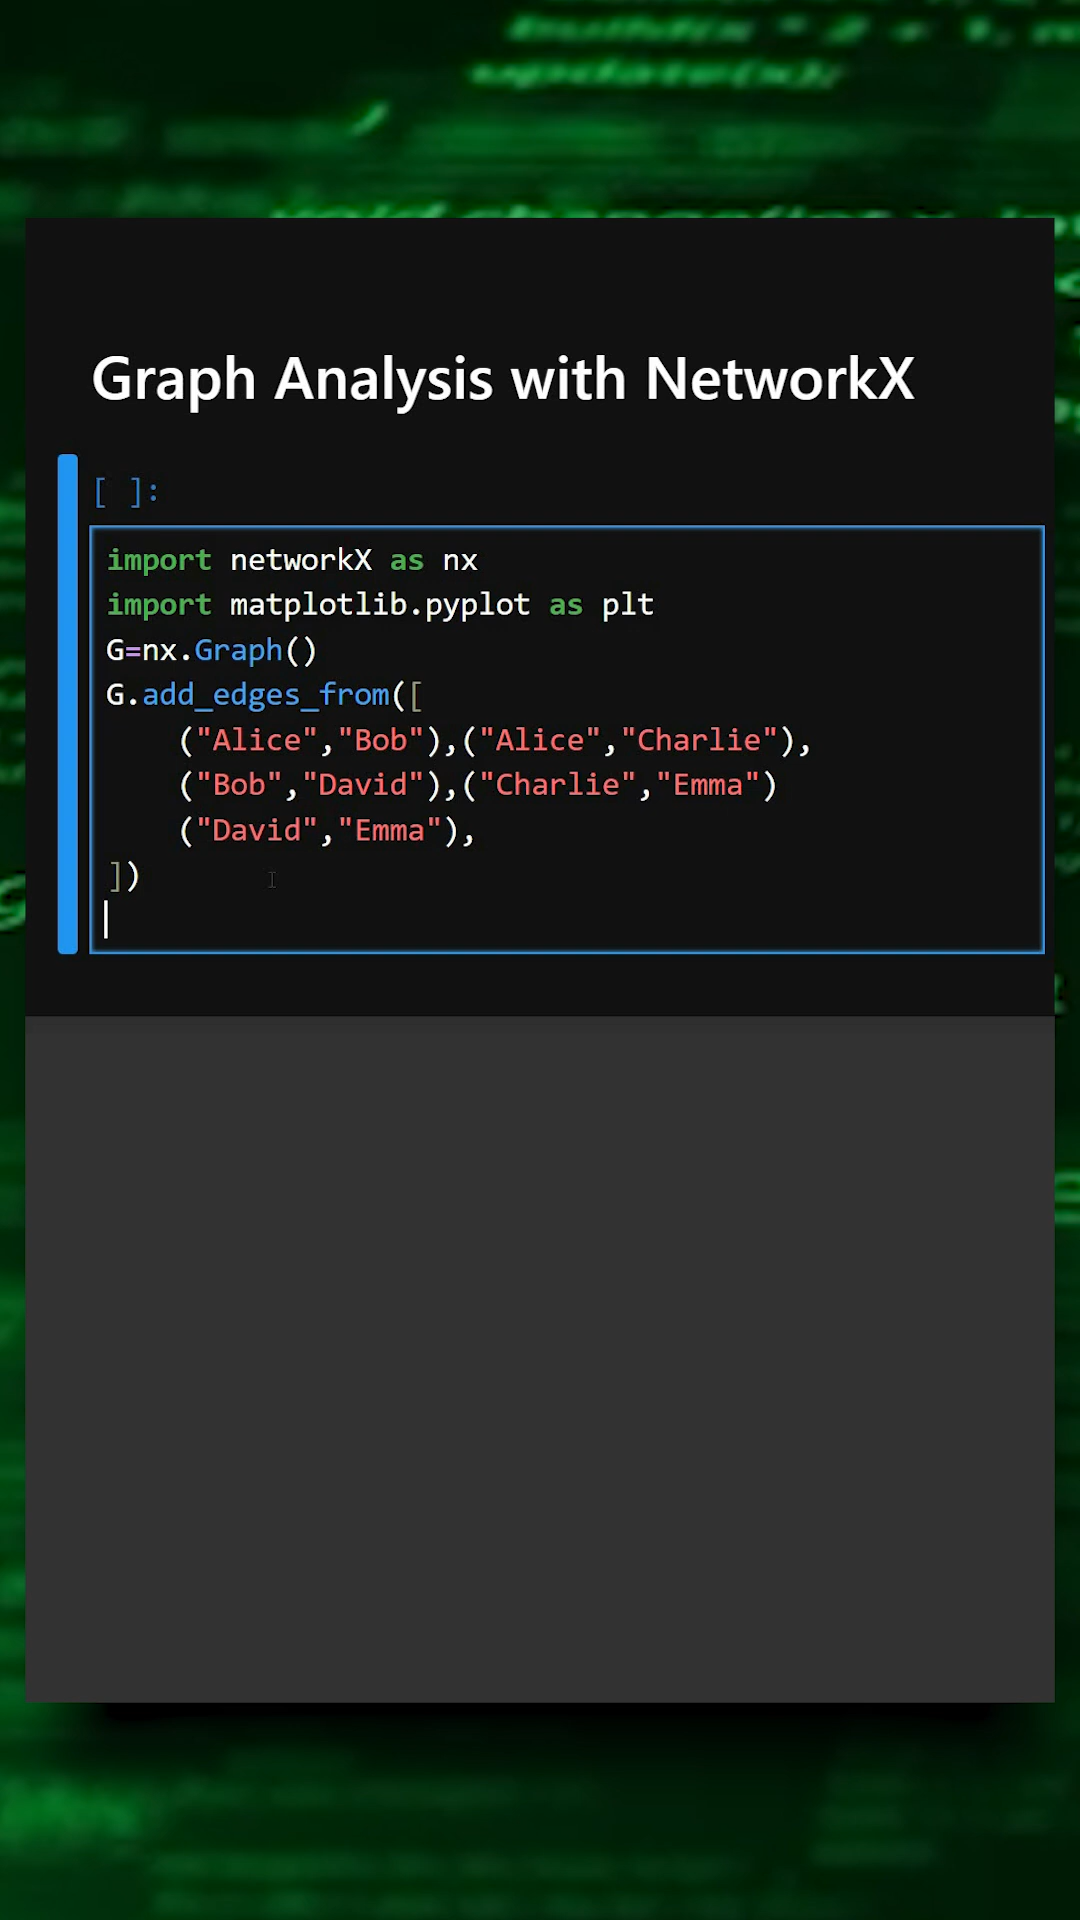 Graph Analysis with NetworkX
[ ]:
import networkX as nx
import matplotlib.pyplot as plt
G=nx.Graph()
G.add_edges_from([
    ("Alice","Bob"),("Alice","Charlie"),
    ("Bob","David"),("Charlie","Emma")
    ("David","Emma"),
])